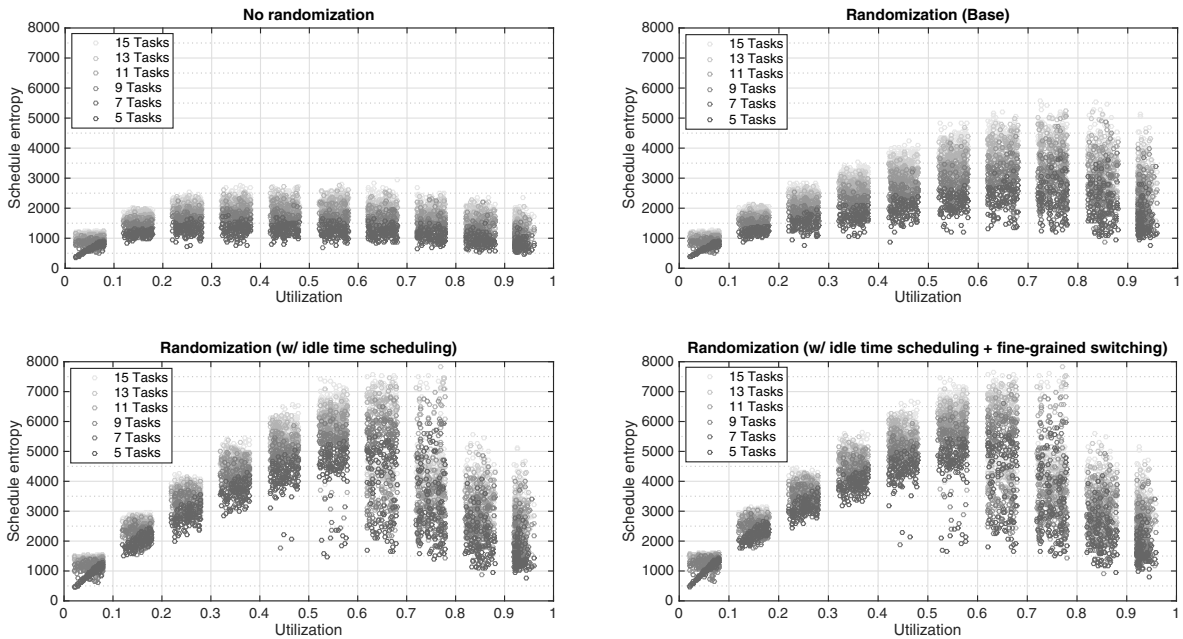 No randomization
8000
7000
6000
5000
4000
3000
2000
1000
0
Schedule entropy
15 Tasks
13 Tasks
11 Tasks
9 Tasks
7 Tasks
5 Tasks
0 0.1 0.2 0.3 0.4 0.5 0.6 0.7 0.8 0.9 1
Utilization
Randomization (Base)
8000
7000
6000
5000
4000
3000
2000
1000
0
Schedule entropy
15 Tasks
13 Tasks
11 Tasks
9 Tasks
7 Tasks
5 Tasks
0 0.1 0.2 0.3 0.4 0.5 0.6 0.7 0.8 0.9 1
Utilization
Randomization (w/ idle time scheduling)
8000
7000
6000
5000
4000
3000
2000
1000
0
Schedule entropy
15 Tasks
13 Tasks
11 Tasks
9 Tasks
7 Tasks
5 Tasks
0 0.1 0.2 0.3 0.4 0.5 0.6 0.7 0.8 0.9 1
Utilization
Randomization (w/ idle time scheduling + fine-grained switching)
8000
7000
6000
5000
4000
3000
2000
1000
0
Schedule entropy
15 Tasks
13 Tasks
11 Tasks
9 Tasks
7 Tasks
5 Tasks
0 0.1 0.2 0.3 0.4 0.5 0.6 0.7 0.8 0.9 1
Utilization